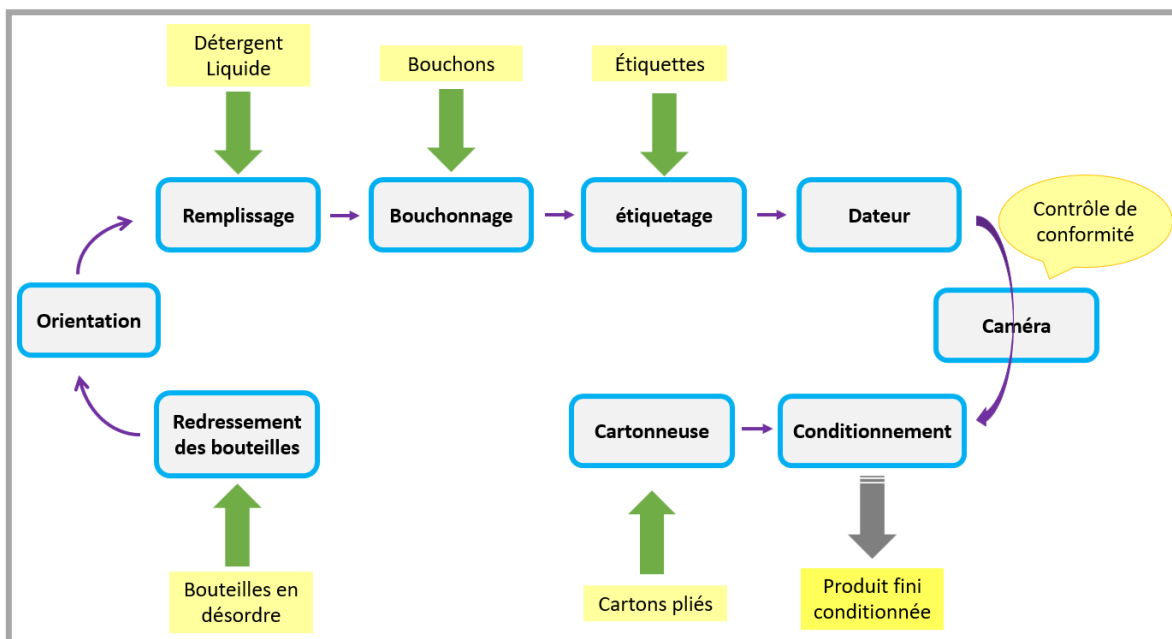 Détergent
Liquide
Bouchons
Étiquettes
Remplissage
Bouchonnage
étiquetage
Dateur
Contrôle de
conformité
Orientation
Caméra
Redressement
des bouteilles
Cartonneuse
Conditionnement
Bouteilles en
désordre
Cartons pliés
Produit fini
conditionnée